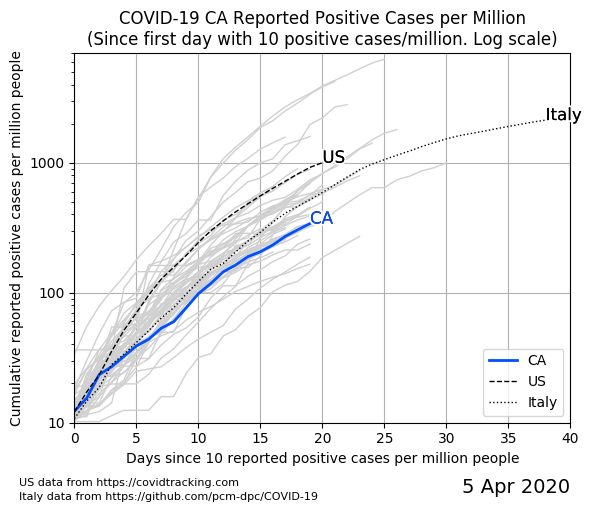 COVID-19 CA Reported Positive Cases per Million
(Since first day with 10 positive cases/million. Log scale)
Cumulative reported positive cases per million people
1000
100
10
Italy
US
CA
CA
US
Italy
0 5 10 15 20 25 30 35 40
Days since 10 reported positive cases per million people
US data from https://covidtracking.com
Italy data from https://github.com/pcm-dpc/COVID-19
5 Apr 2020